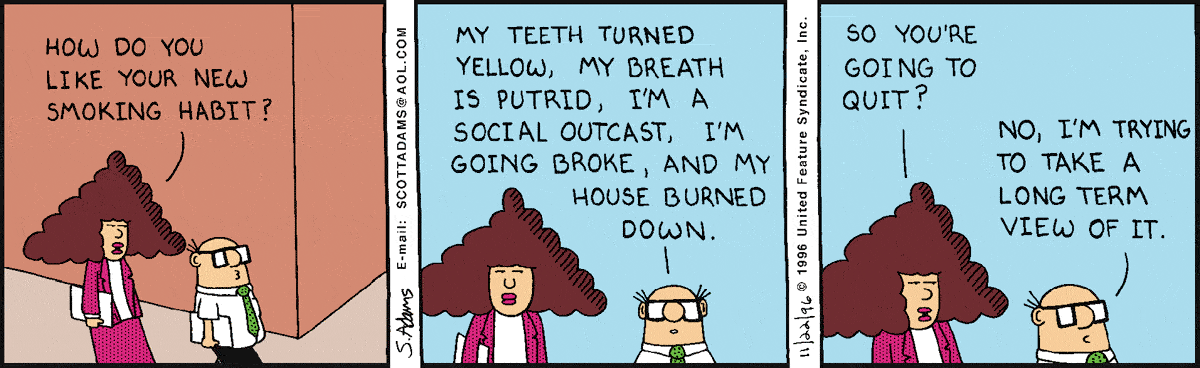 HOW DO YOU
LIKE YOUR NEW
SMOKING HABIT?
S.Adams
E-mail: SCOTTADAMS@AOL.COM
MY TEETH TURNED
YELLOW, MY BREATH
IS PUTRID, I'M A
SOCIAL OUTCAST, I'M
GOING BROKE, AND MY
HOUSE BURNED
DOWN.
11/22/96 © 1996 United Feature Syndicate, Inc.
SO YOU'RE
GOING TO
QUIT?
NO, I'M TRYING
TO TAKE A
LONG TERM
VIEW OF IT.